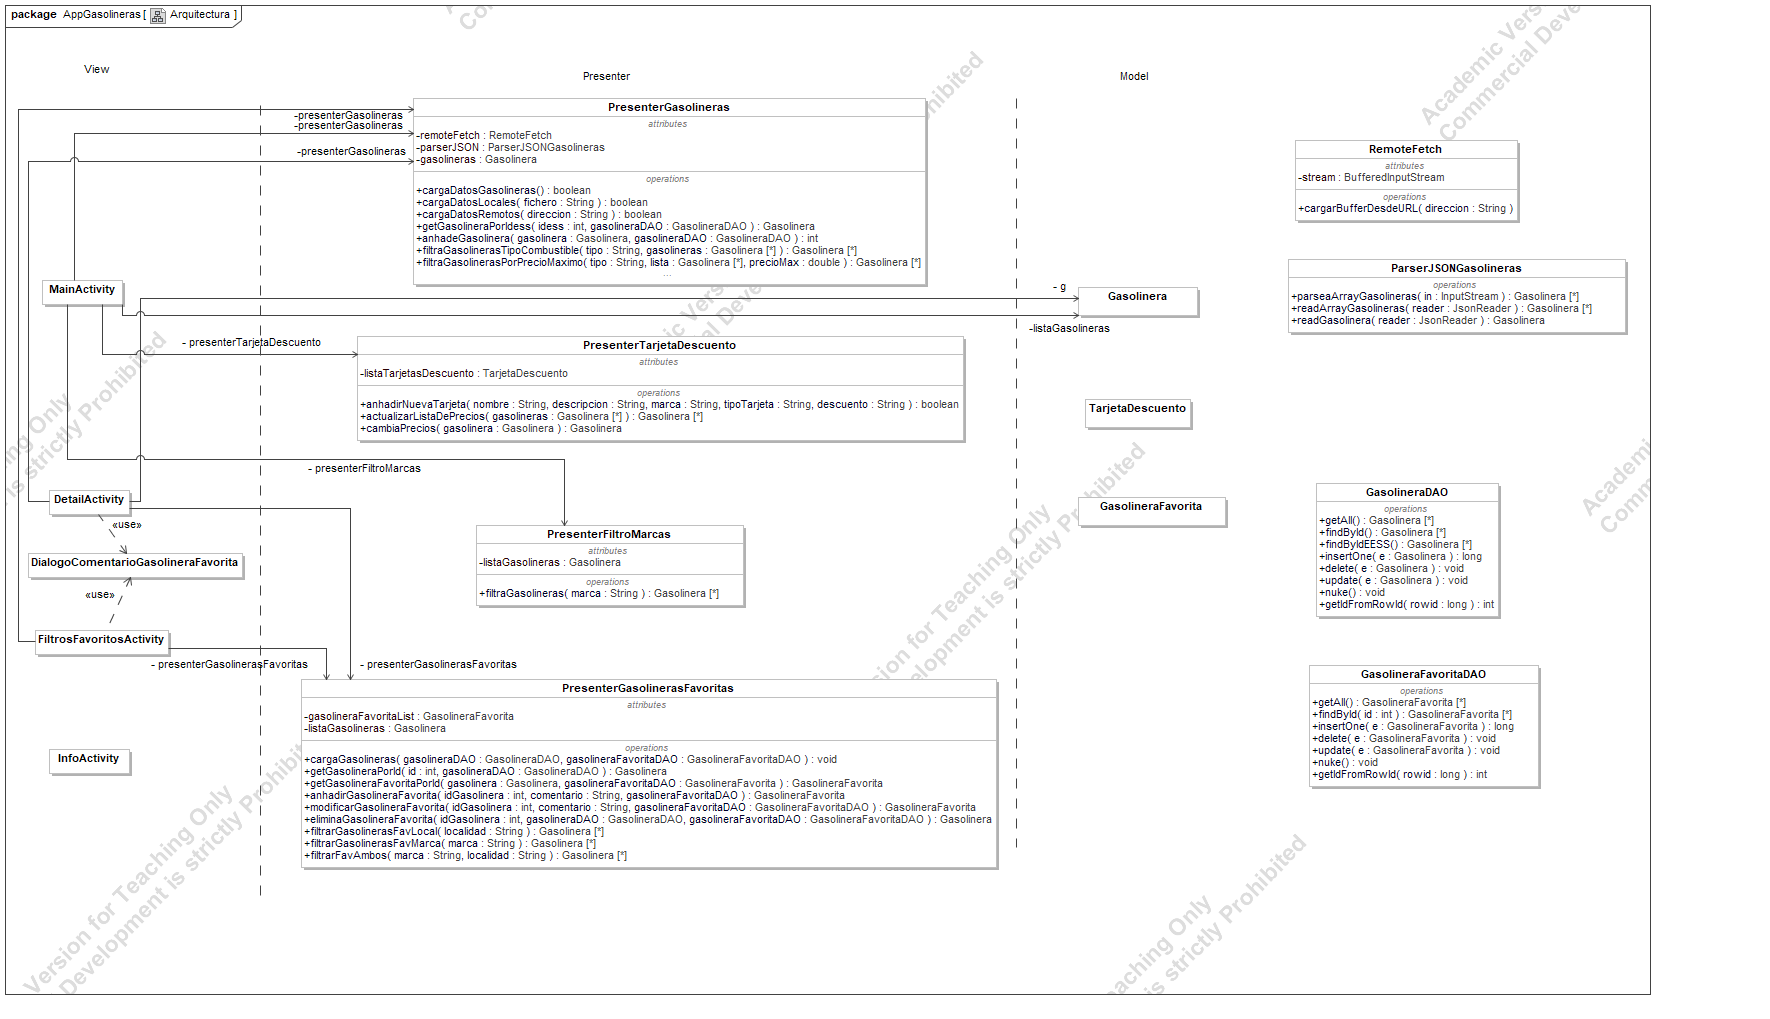 package AppGasolineras [ Arquitectura ]
View
Presenter
Model
PresenterGasolineras
attributes
-remoteFetch : RemoteFetch
-parserJSON : ParserJSONGasolineras
-gasolineras : Gasolinera
operations
+cargaDatosGasolineras() : boolean
+cargaDatosLocales( fichero : String ) : boolean
+cargaDatosRemotos( direccion : String ) : boolean
+getGasolineraPorIdess( idess : int, gasolineraDAO : GasolineraDAO ) : Gasolinera
+anhadeGasolinera( gasolinera : Gasolinera, gasolineraDAO : GasolineraDAO ) : int
+filtraGasolinerasTipoCombustible( tipo : String, gasolineras : Gasolinera [*] ) : Gasolinera [*]
+filtraGasolinerasPorPrecioMaximo( tipo : String, lista : Gasolinera [*], precioMax : double ) : Gasolinera [*]
...
-presenterGasolineras
-presenterGasolineras
-presenterGasolineras
RemoteFetch
attributes
-stream : BufferedInputStream
operations
+cargarBufferDesdeURL( direccion : String )
ParserJSONGasolineras
operations
+parseaArrayGasolineras( in : InputStream ) : Gasolinera [*]
+readArrayGasolineras( reader : JsonReader ) : Gasolinera [*]
+readGasolinera( reader : JsonReader ) : Gasolinera
MainActivity
- g
Gasolinera
-listaGasolineras
- presenterTarjetaDescuento
PresenterTarjetaDescuento
attributes
-listaTarjetasDescuento : TarjetaDescuento
operations
+anhadirNuevaTarjeta( nombre : String, descripcion : String, marca : String, tipoTarjeta : String, descuento : String ) : boolean
+actualizarListaDePrecios( gasolineras : Gasolinera [*] ) : Gasolinera [*]
+cambiaPrecios( gasolinera : Gasolinera ) : Gasolinera
TarjetaDescuento
- presenterFiltroMarcas
DetailActivity
«use»
DialogoComentarioGasolineraFavorita
«use»
FiltrosFavoritosActivity
PresenterFiltroMarcas
attributes
-listaGasolineras : Gasolinera
operations
+filtraGasolineras( marca : String ) : Gasolinera [*]
GasolineraFavorita
GasolineraDAO
operations
+getAll() : Gasolinera [*]
+findById() : Gasolinera [*]
+findByIdEESS() : Gasolinera [*]
+insertOne( e : Gasolinera ) : long
+delete( e : Gasolinera ) : void
+update( e : Gasolinera ) : void
+nuke() : void
+getIdFromRowId( rowid : long ) : int
- presenterGasolinerasFavoritas
- presenterGasolinerasFavoritas
PresenterGasolinerasFavoritas
attributes
-gasolineraFavoritaList : GasolineraFavorita
-listaGasolineras : Gasolinera
operations
+cargaGasolineras( gasolineraDAO : GasolineraDAO, gasolineraFavoritaDAO : GasolineraFavoritaDAO ) : void
+getGasolineraPorId( id : int, gasolineraDAO : GasolineraDAO ) : Gasolinera
+getGasolineraFavoritaPorId( gasolinera : Gasolinera, gasolineraFavoritaDAO : GasolineraFavorita ) : GasolineraFavorita
+anhadirGasolineraFavorita( idGasolinera : int, comentario : String, gasolineraFavoritaDAO ) : GasolineraFavorita
+modificarGasolineraFavorita( idGasolinera : int, comentario : String, gasolineraFavoritaDAO : GasolineraFavoritaDAO ) : GasolineraFavorita
+eliminaGasolineraFavorita( idGasolinera : int, gasolineraDAO : GasolineraDAO, gasolineraFavoritaDAO : GasolineraFavoritaDAO ) : Gasolinera
+filtrarGasolinerasFavLocal( localidad : String ) : Gasolinera [*]
+filtrarGasolinerasFavMarca( marca : String ) : Gasolinera [*]
+filtrarFavAmbos( marca : String, localidad : String ) : Gasolinera [*]
GasolineraFavoritaDAO
operations
+getAll() : GasolineraFavorita [*]
+findById( id : int ) : GasolineraFavorita [*]
+insertOne( e : GasolineraFavorita ) : long
+delete( e : GasolineraFavorita ) : void
+update( e : GasolineraFavorita ) : void
+nuke() : void
+getIdFromRowId( rowid : long ) : int
InfoActivity
Version for Teaching Only
Development is strictly Prohibited